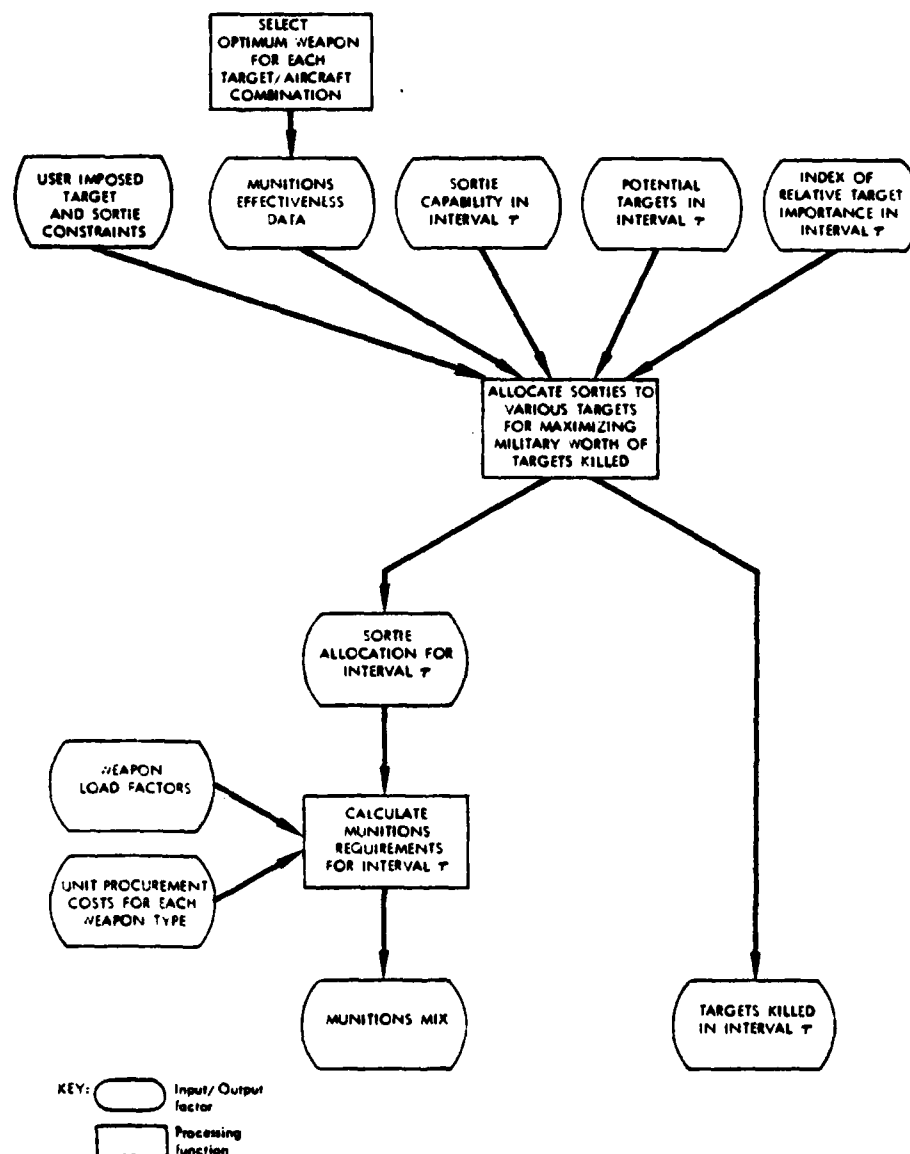 SELECT
OPTIMUM WEAPON
FOR EACH
TARGET/AIRCRAFT
COMBINATION
USER IMPOSED
TARGET
AND SORTIE
CONSTRAINTS
MUNITIONS
EFFECTIVENESS
DATA
SORTIE
CAPABILITY IN
INTERVAL τ
POTENTIAL
TARGETS IN
INTERVAL τ
INDEX OF
RELATIVE TARGET
IMPORTANCE IN
INTERVAL τ
ALLOCATE SORTIES TO
VARIOUS TARGETS
FOR MAXIMIZING
MILITARY WORTH OF
TARGETS KILLED
SORTIE
ALLOCATION FOR
INTERVAL τ
WEAPON
LOAD FACTORS
CALCULATE
MUNITIONS
REQUIREMENTS
FOR INTERVAL τ
UNIT PROCUREMENT
COSTS FOR EACH
WEAPON TYPE
MUNITIONS MIX
TARGETS KILLED
IN INTERVAL τ
KEY:
Input/Output
factor
Processing
function